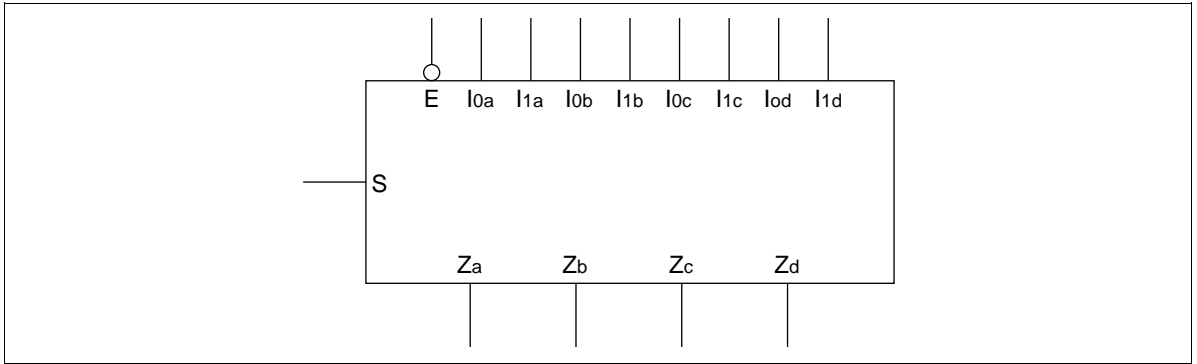 E I0a I1a I0b I1b I0c I1c Iod I1d
S
Za Zb Zc Zd